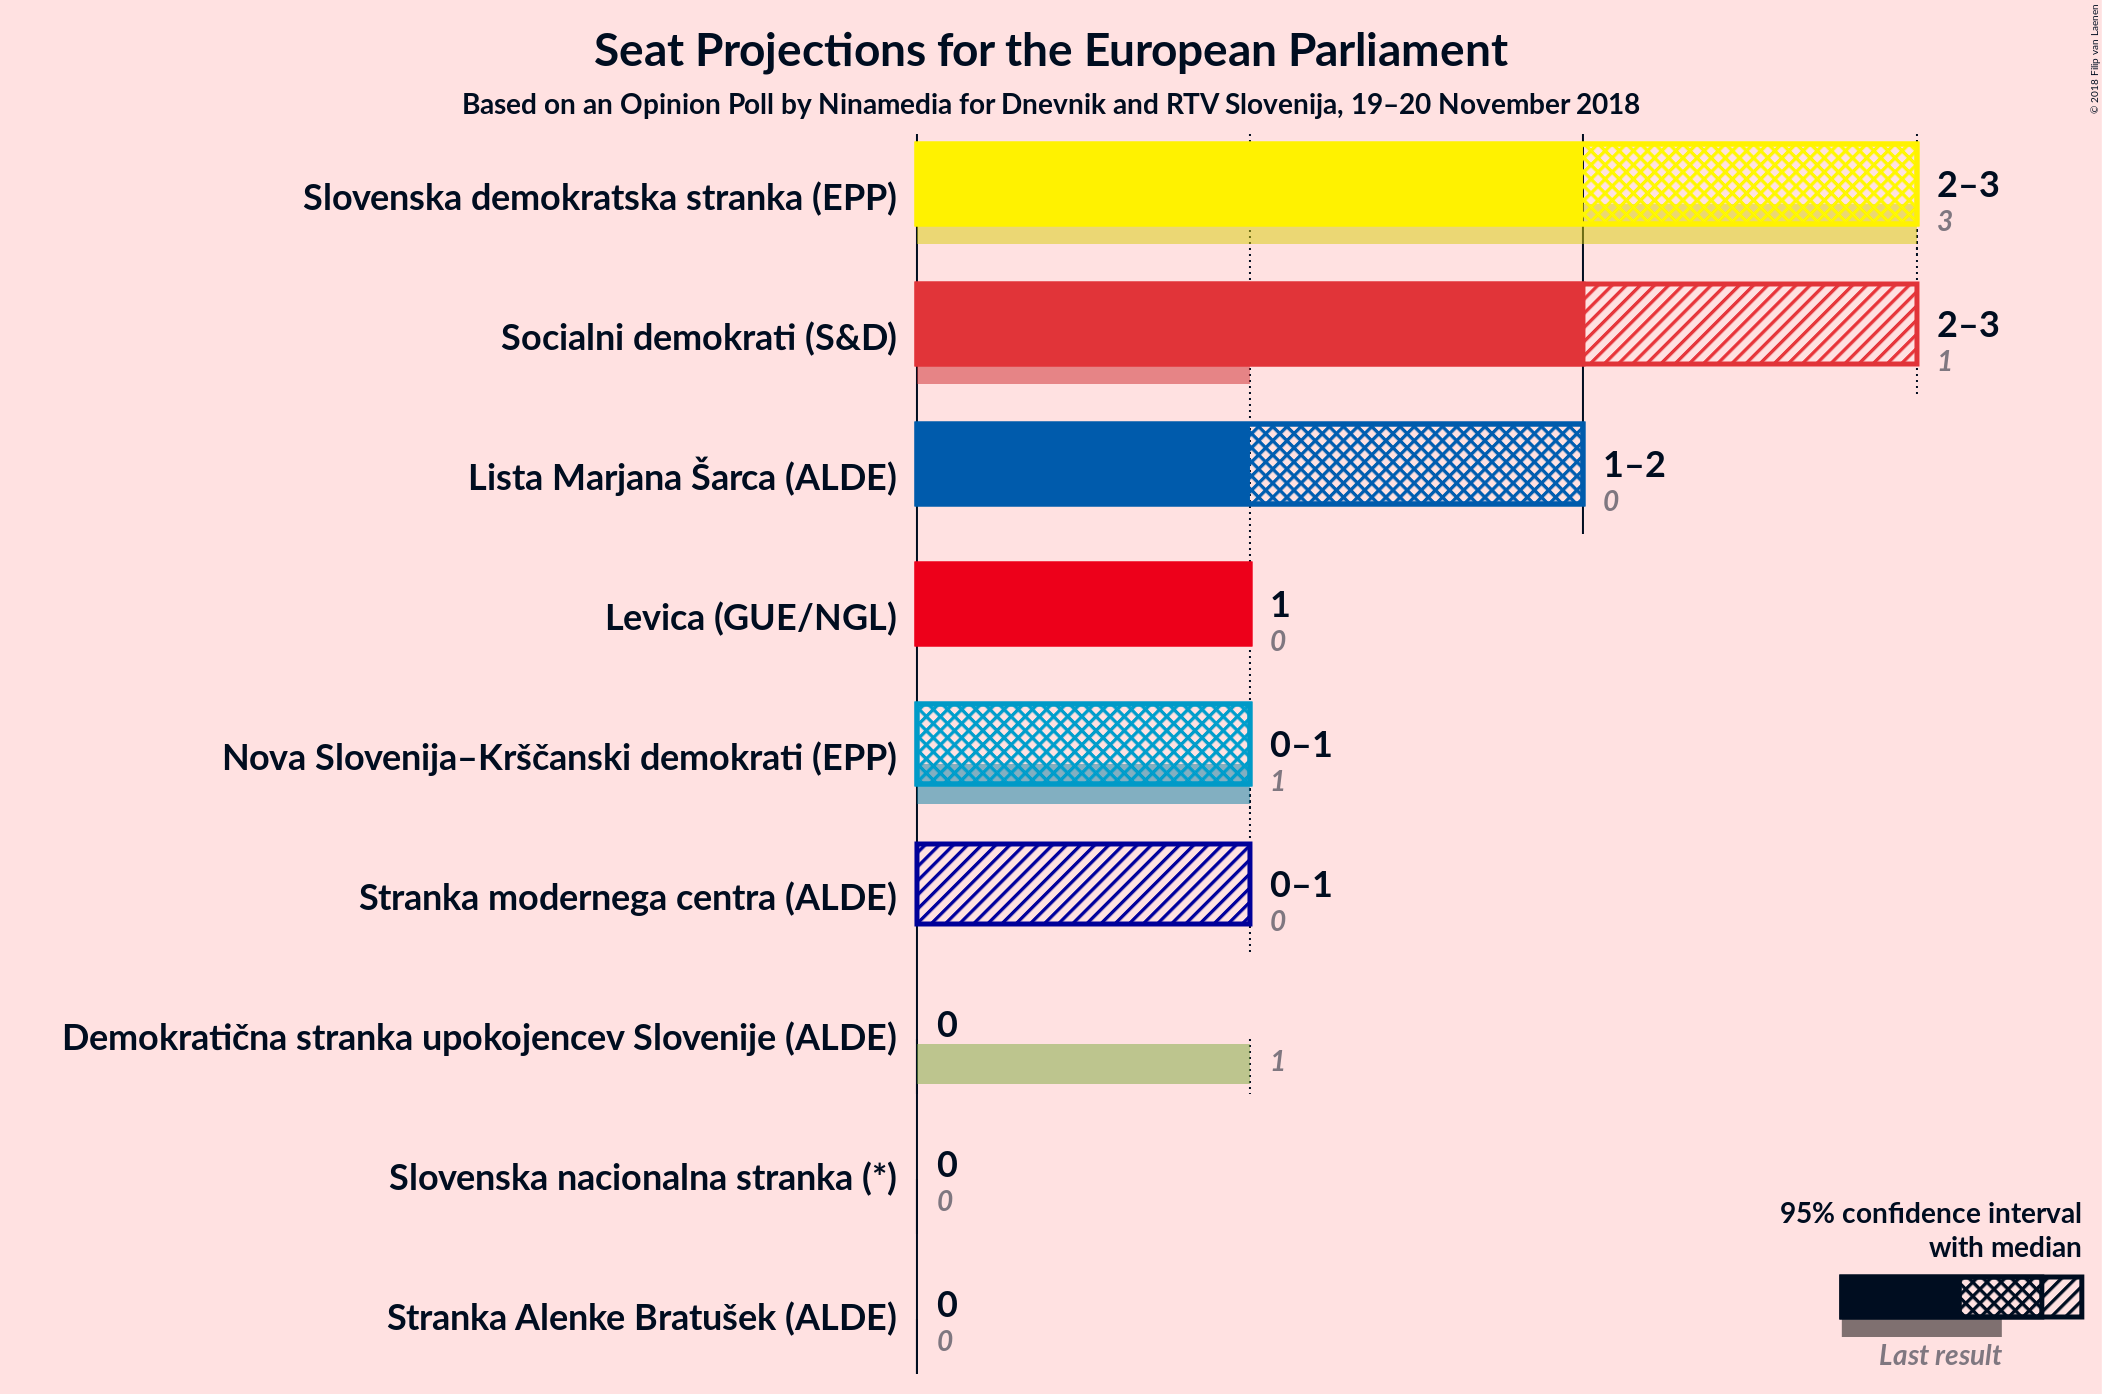 Seat Projections for the European Parliament
Based on an Opinion Poll by Ninamedia for Dnevnik and RTV Slovenija, 19–20 November 2018
© 2018 Filip van Laenen
Slovenska demokratska stranka (EPP)
2–3
3
Socialni demokrati (S&D)
2–3
1
Lista Marjana Šarca (ALDE)
1–2
0
Levica (GUE/NGL)
1
0
Nova Slovenija–Krščanski demokrati (EPP)
0–1
1
Stranka modernega centra (ALDE)
0–1
0
Demokratična stranka upokojencev Slovenije (ALDE)
0
1
Slovenska nacionalna stranka (*)
0
0
Stranka Alenke Bratušek (ALDE)
0
0
95% confidence interval
with median
Last result